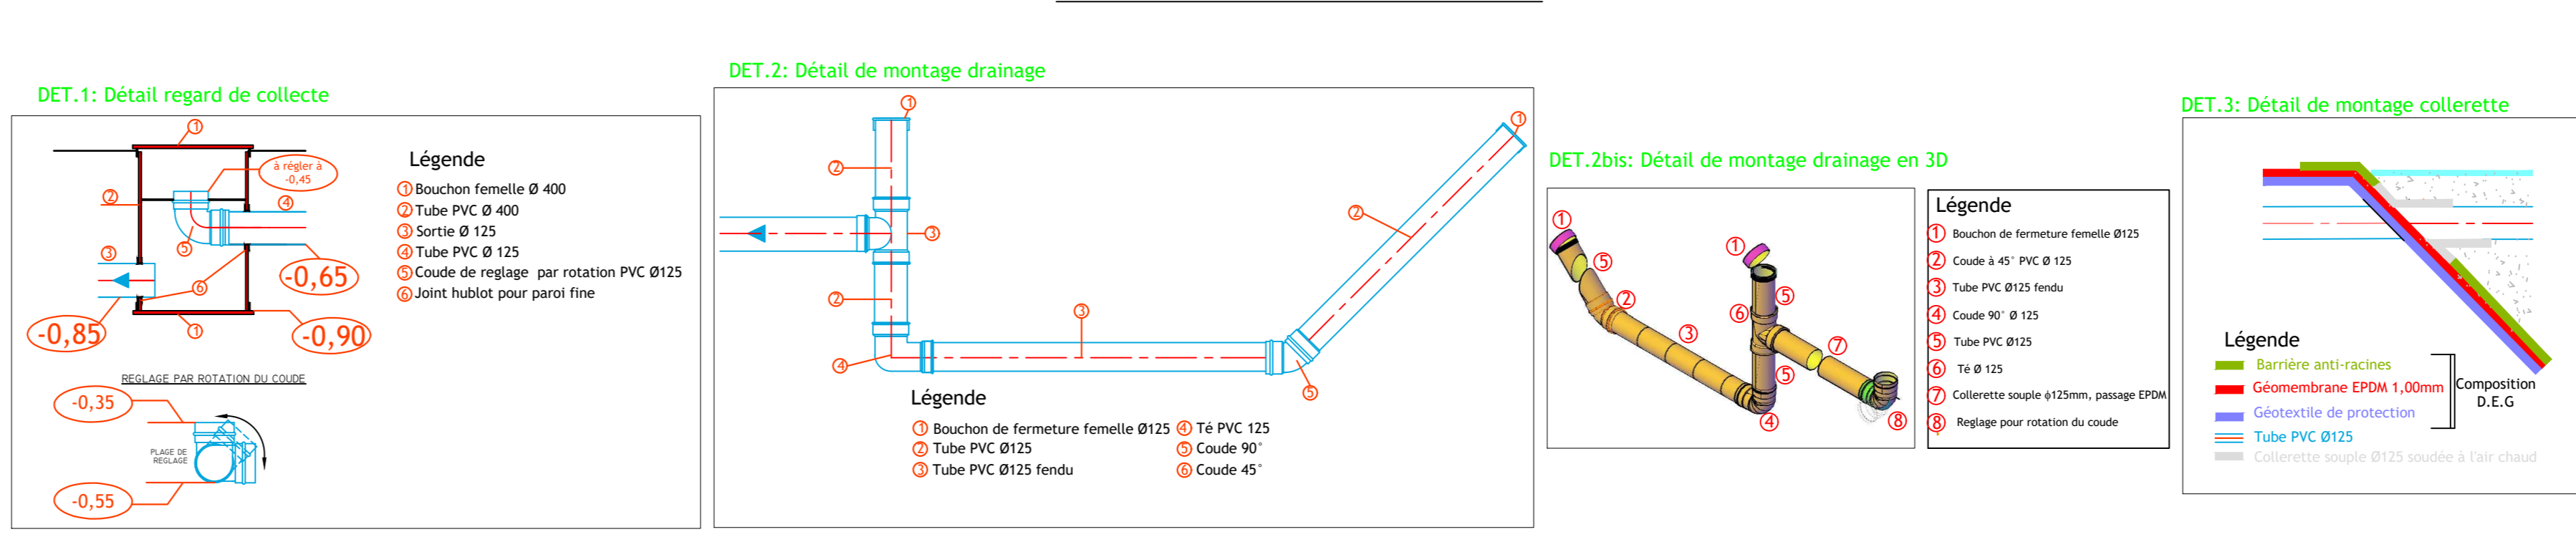 DET.1: Détail regard de collecte
1
à régler à
-0,45
2
4
5
3
6
-0,65
-0,85
1
-0,90
Légende
1 Bouchon femelle Ø 400
2 Tube PVC Ø 400
3 Sortie Ø 125
4 Tube PVC Ø 125
5 Coude de reglage par rotation PVC Ø125
6 Joint hublot pour paroi fine
REGLAGE PAR ROTATION DU COUDE
-0,35
PLAGE DE
REGLAGE
-0,55
DET.2: Détail de montage drainage
1
1
2
2
3
2
3
4
5
Légende
1 Bouchon de fermeture femelle Ø125
2 Tube PVC Ø125
3 Tube PVC Ø125 fendu
4 Té PVC 125
5 Coude 90°
6 Coude 45°
DET.2bis: Détail de montage drainage en 3D
1
1
5
2
5
6
3
7
5
4
8
Légende
1 Bouchon de fermeture femelle Ø125
2 Coude à 45° PVC Ø 125
3 Tube PVC Ø125 fendu
4 Coude 90° Ø 125
5 Tube PVC Ø125
6 Té Ø 125
7 Collerette souple ϕ125mm, passage EPDM
8 Reglage pour rotation du coude
DET.3: Détail de montage collerette
Légende
Barrière anti-racines
Géomembrane EPDM 1,00mm
Géotextile de protection
Composition
D.E.G
Tube PVC Ø125
Collerette souple Ø125 soudée à l'air chaud